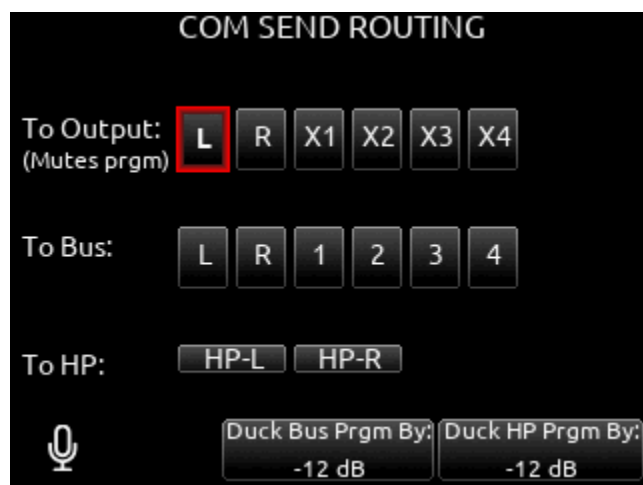 COM SEND ROUTING
To Output: L R X1 X2 X3 X4
(Mutes prgm)
To Bus: L R 1 2 3 4
To HP: HP-L HP-R
Duck Bus Prgm By: Duck HP Prgm By:
-12 dB -12 dB